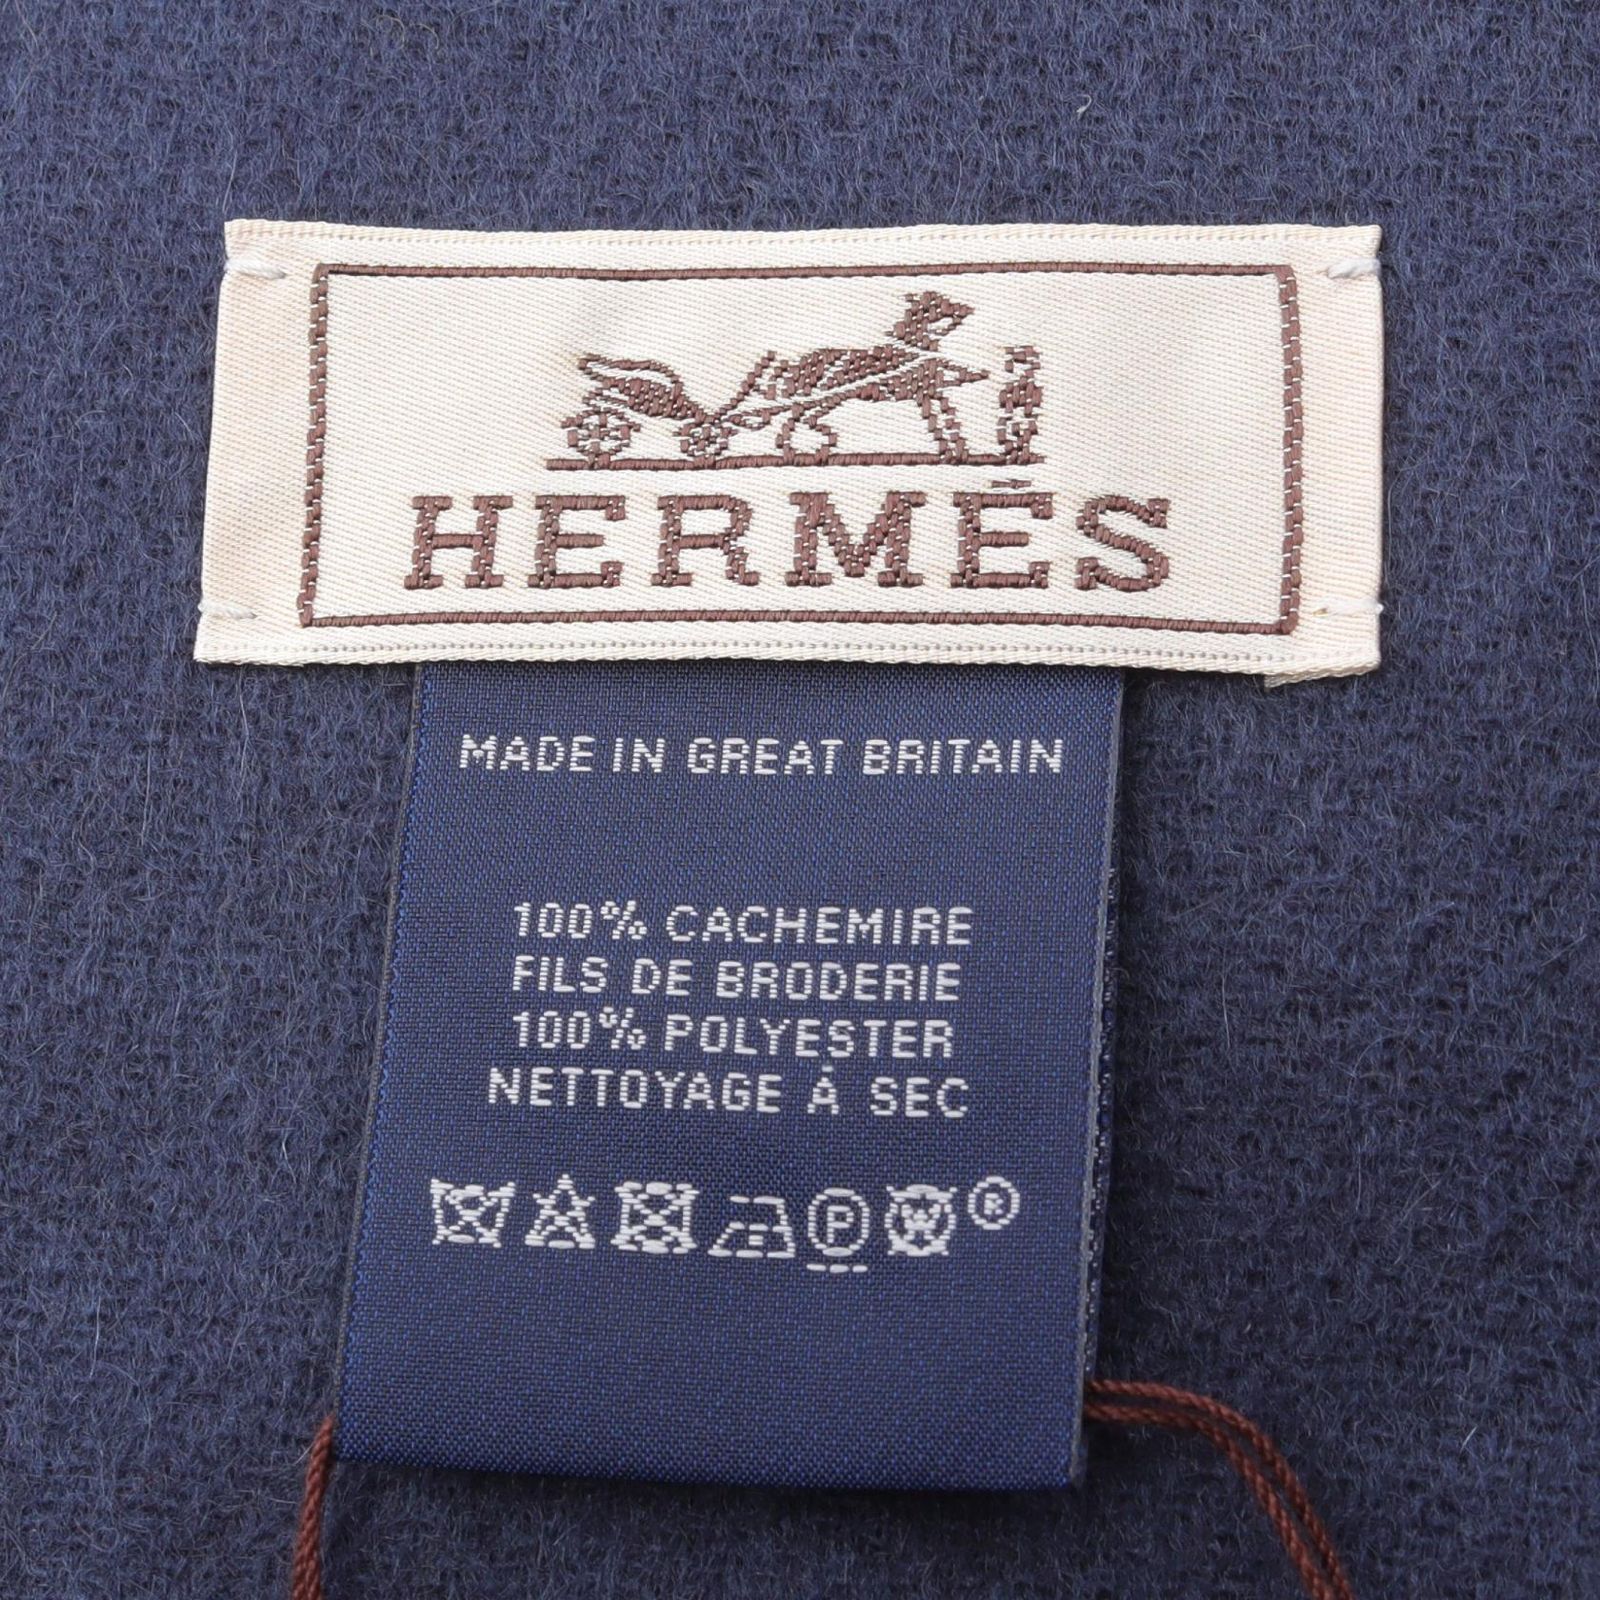 HERMÈS
MADE IN GREAT BRITAIN
100% CACHEMIRE
FILS DE BRODERIE
100% POLYESTER
NETTOYAGE À SEC
P ®